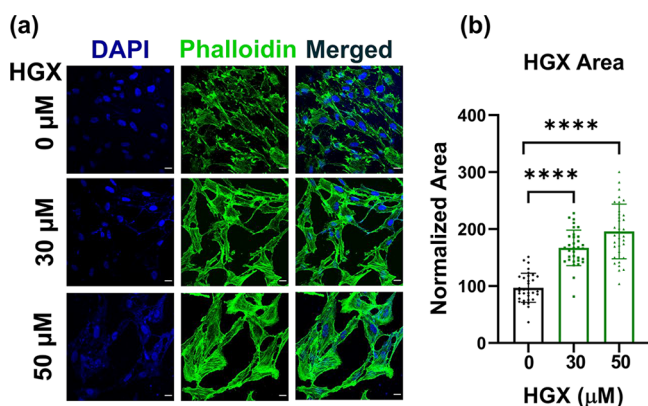 (a)
DAPI Phalloidin Merged
HGX
0 μM
30 μM
50 μM
(b)
HGX Area
Normalized Area
400
300
200
100
0
****
****
0 30 50
HGX (μM)